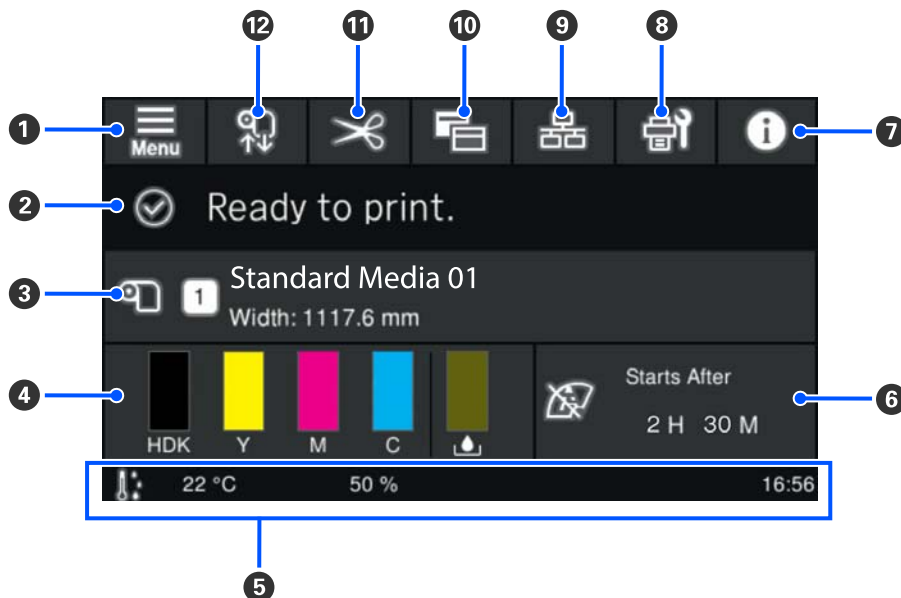 12 11 10 9 8
1 Menu 7
2 Ready to print.
3 1 Standard Media 01
Width: 1117.6 mm
4 HDK Y M C
Starts After
2 H 30 M 6
22 °C 50 % 16:56
5